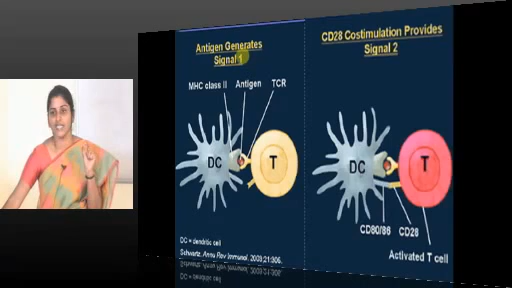 Antigen Generates
Signal 1
MHC class II
Antigen
TCR
DC
T
DC = dendritic cell
Schwartz, Annu Rev Immunol. 2003;21:305.
CD28 Costimulation Provides
Signal 2
DC
T
CD80/86
CD28
Activated T cell